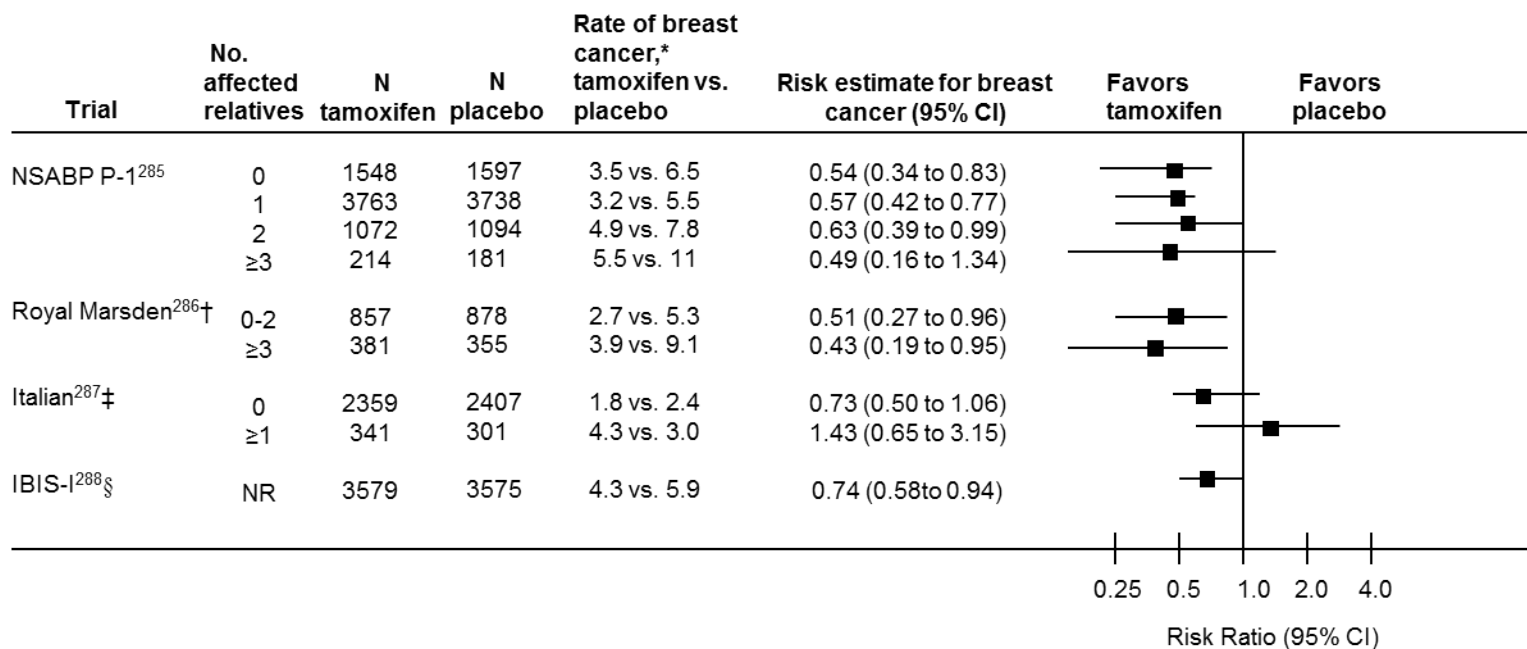 No. affected relatives
Rate of breast cancer,* tamoxifen vs. placebo
Trial
N tamoxifen
N placebo
Risk estimate for breast cancer (95% CI)
Favors tamoxifen
Favors placebo
NSABP P-1285 0 1548 1597 3.5 vs. 6.5 0.54 (0.34 to 0.83)
1 3763 3738 3.2 vs. 5.5 0.57 (0.42 to 0.77)
2 1072 1094 4.9 vs. 7.8 0.63 (0.39 to 0.99)
≥3 214 181 5.5 vs. 11 0.49 (0.16 to 1.34)
Royal Marsden286† 0-2 857 878 2.7 vs. 5.3 0.51 (0.27 to 0.96)
≥3 381 355 3.9 vs. 9.1 0.43 (0.19 to 0.95)
Italian287‡ 0 2359 2407 1.8 vs. 2.4 0.73 (0.50 to 1.06)
≥1 341 301 4.3 vs. 3.0 1.43 (0.65 to 3.15)
IBIS-I288§ NR 3579 3575 4.3 vs. 5.9 0.74 (0.58to 0.94)
0.25 0.5 1.0 2.0 4.0
Risk Ratio (95% CI)